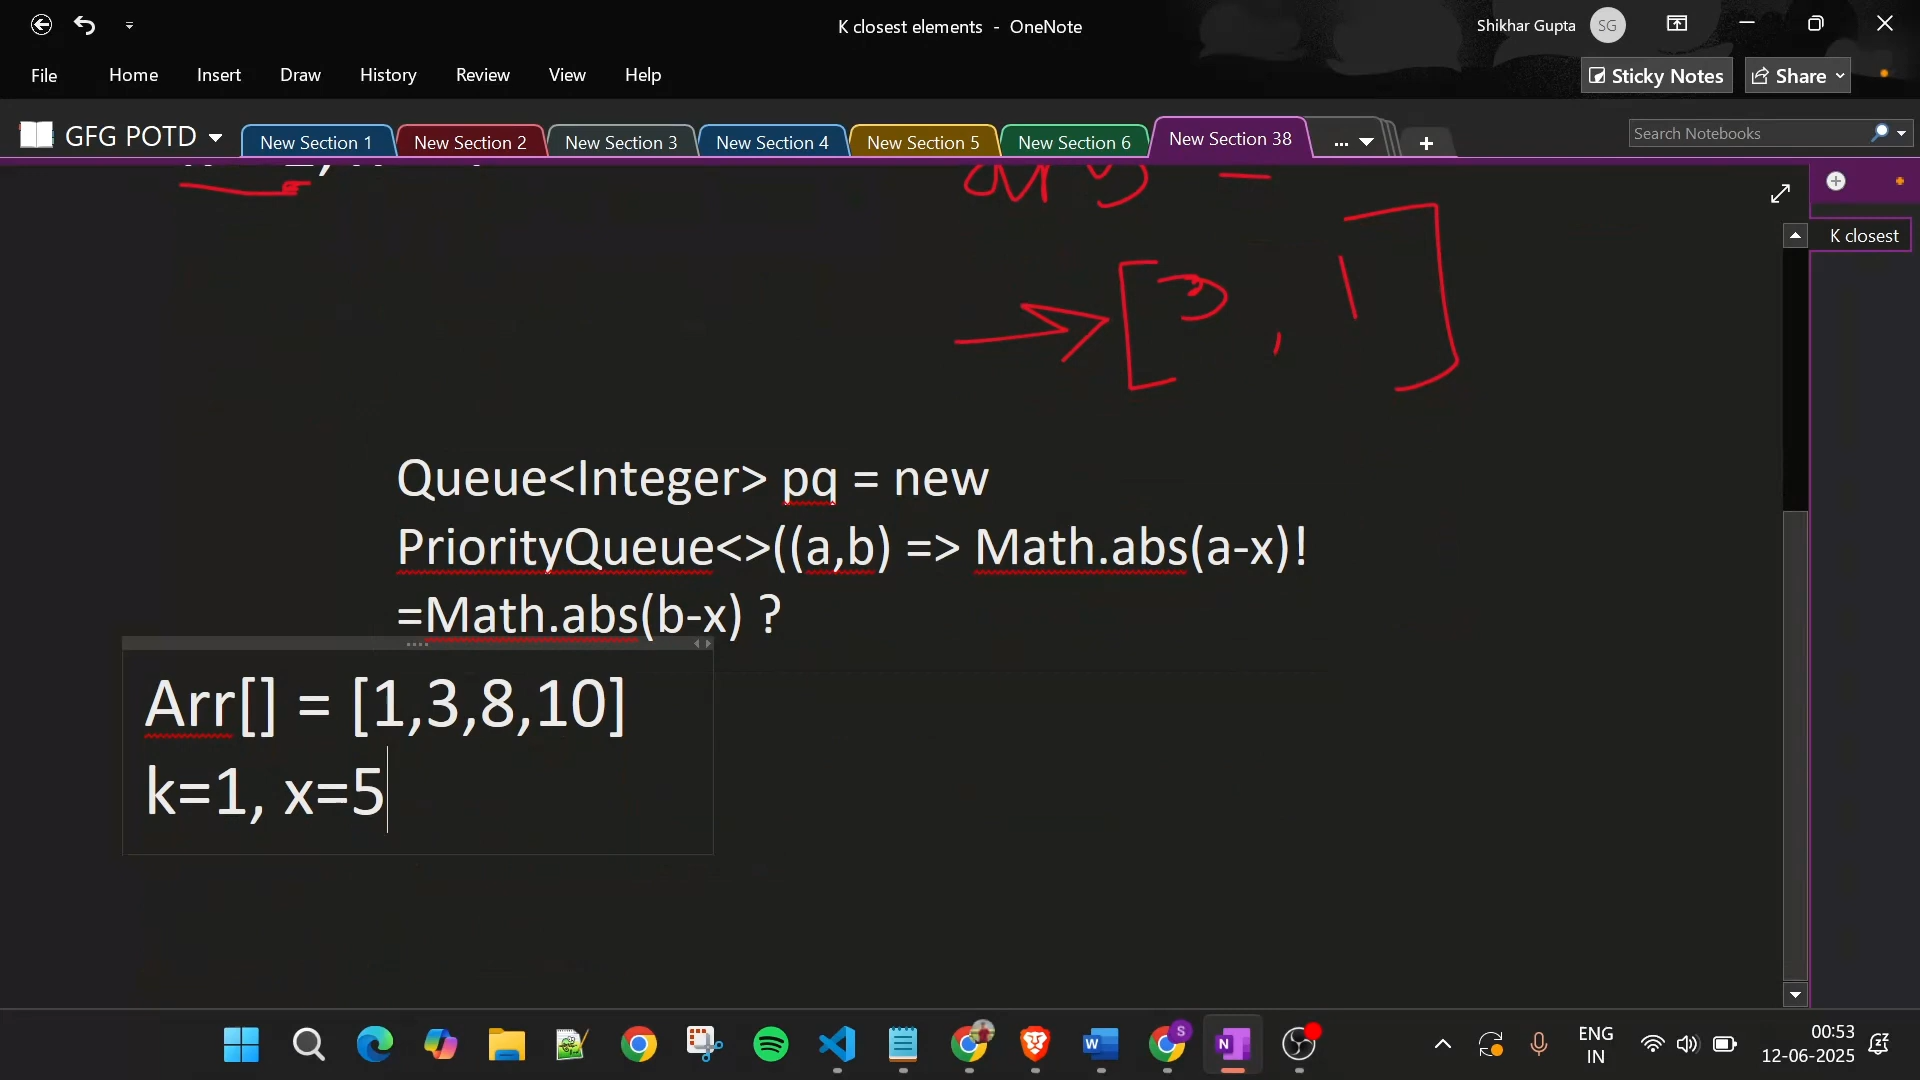 K closest elements - OneNote
Shikhar Gupta
SG
File Home Insert Draw History Review View Help
Sticky Notes
Share
GFG POTD
New Section 1
New Section 2
New Section 3
New Section 4
New Section 5
New Section 6
New Section 38
...
+
Search Notebooks
K closest
[3, 1]
Queue<Integer> pq = new
PriorityQueue<>((a,b) => Math.abs(a-x)!
=Math.abs(b-x) ?
Arr[] = [1,3,8,10]
k=1, x=5
ENG
IN
00:53
12-06-2025